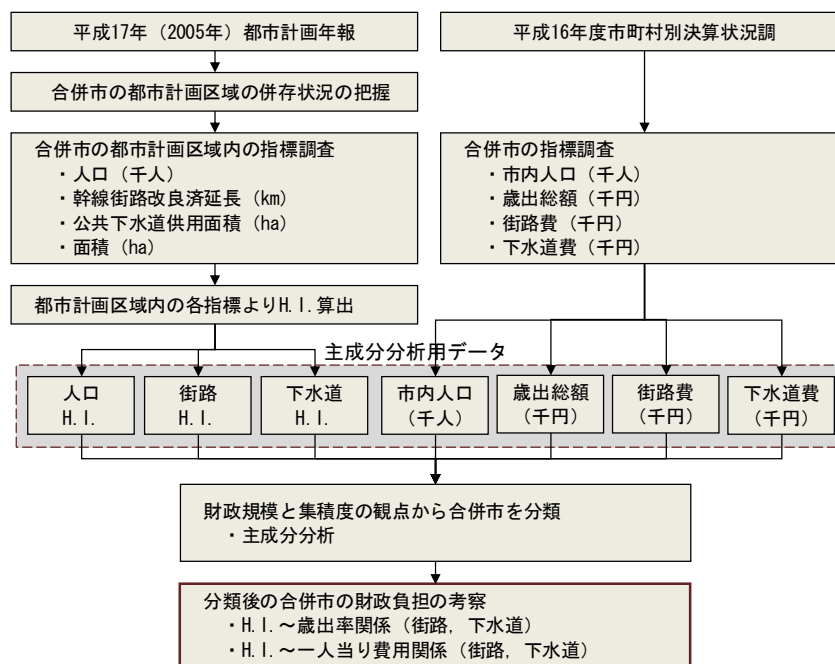 平成17年（2005年）都市計画年報
合併市の都市計画区域の併存状況の把握
合併市の都市計画区域内の指標調査
・人口（千人）
・幹線街路改良済延長（km）
・公共下水道供用面積（ha）
・面積（ha）
都市計画区域内の各指標よりH.I.算出
平成16年度市町村別決算状況調
合併市の指標調査
・市内人口（千人）
・歳出総額（千円）
・街路費（千円）
・下水道費（千円）
主成分分析用データ
人口
H.I.
街路
H.I.
下水道
H.I.
市内人口
（千人）
歳出総額
（千円）
街路費
（千円）
下水道費
（千円）
財政規模と集積度の観点から合併市を分類
・主成分分析
分類後の合併市の財政負担の考察
・H.I.～歳出率関係（街路，下水道）
・H.I.～一人当り費用関係（街路，下水道）